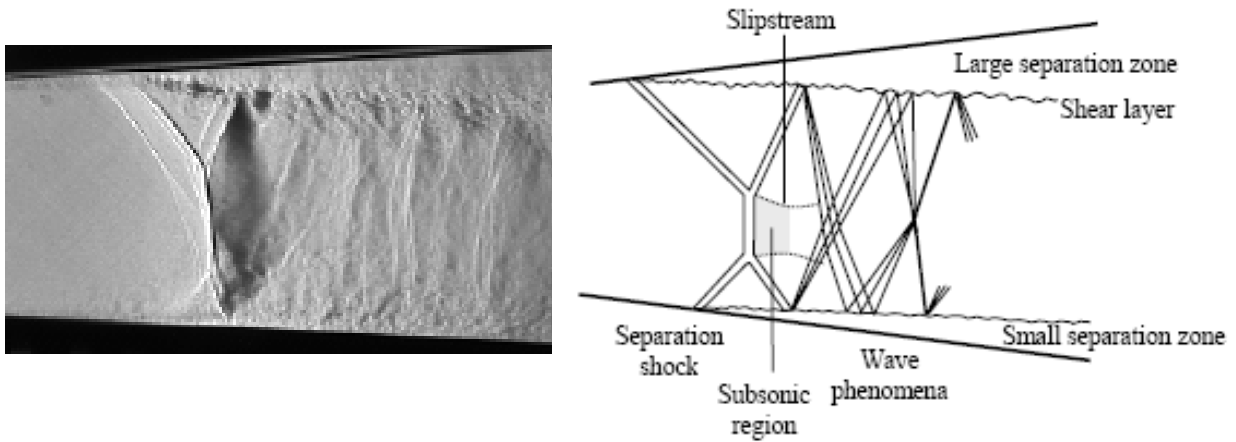 Slipstream
Large separation zone
Shear layer
Small separation zone
Separation
shock
Wave
phenomena
Subsonic
region